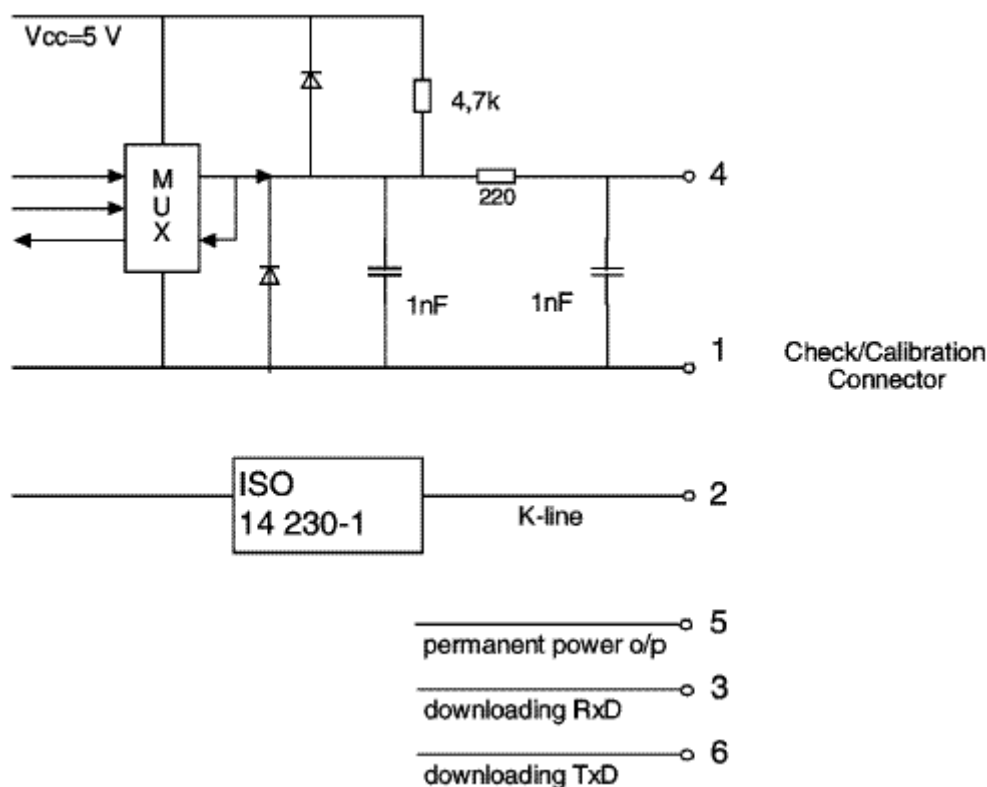 Vcc=5 V
4,7k
M
U
X
220
4
1nF
1nF
1
Check/Calibration
Connector
ISO
14 230-1
K-line
2
permanent power o/p
5
downloading RxD
3
downloading TxD
6